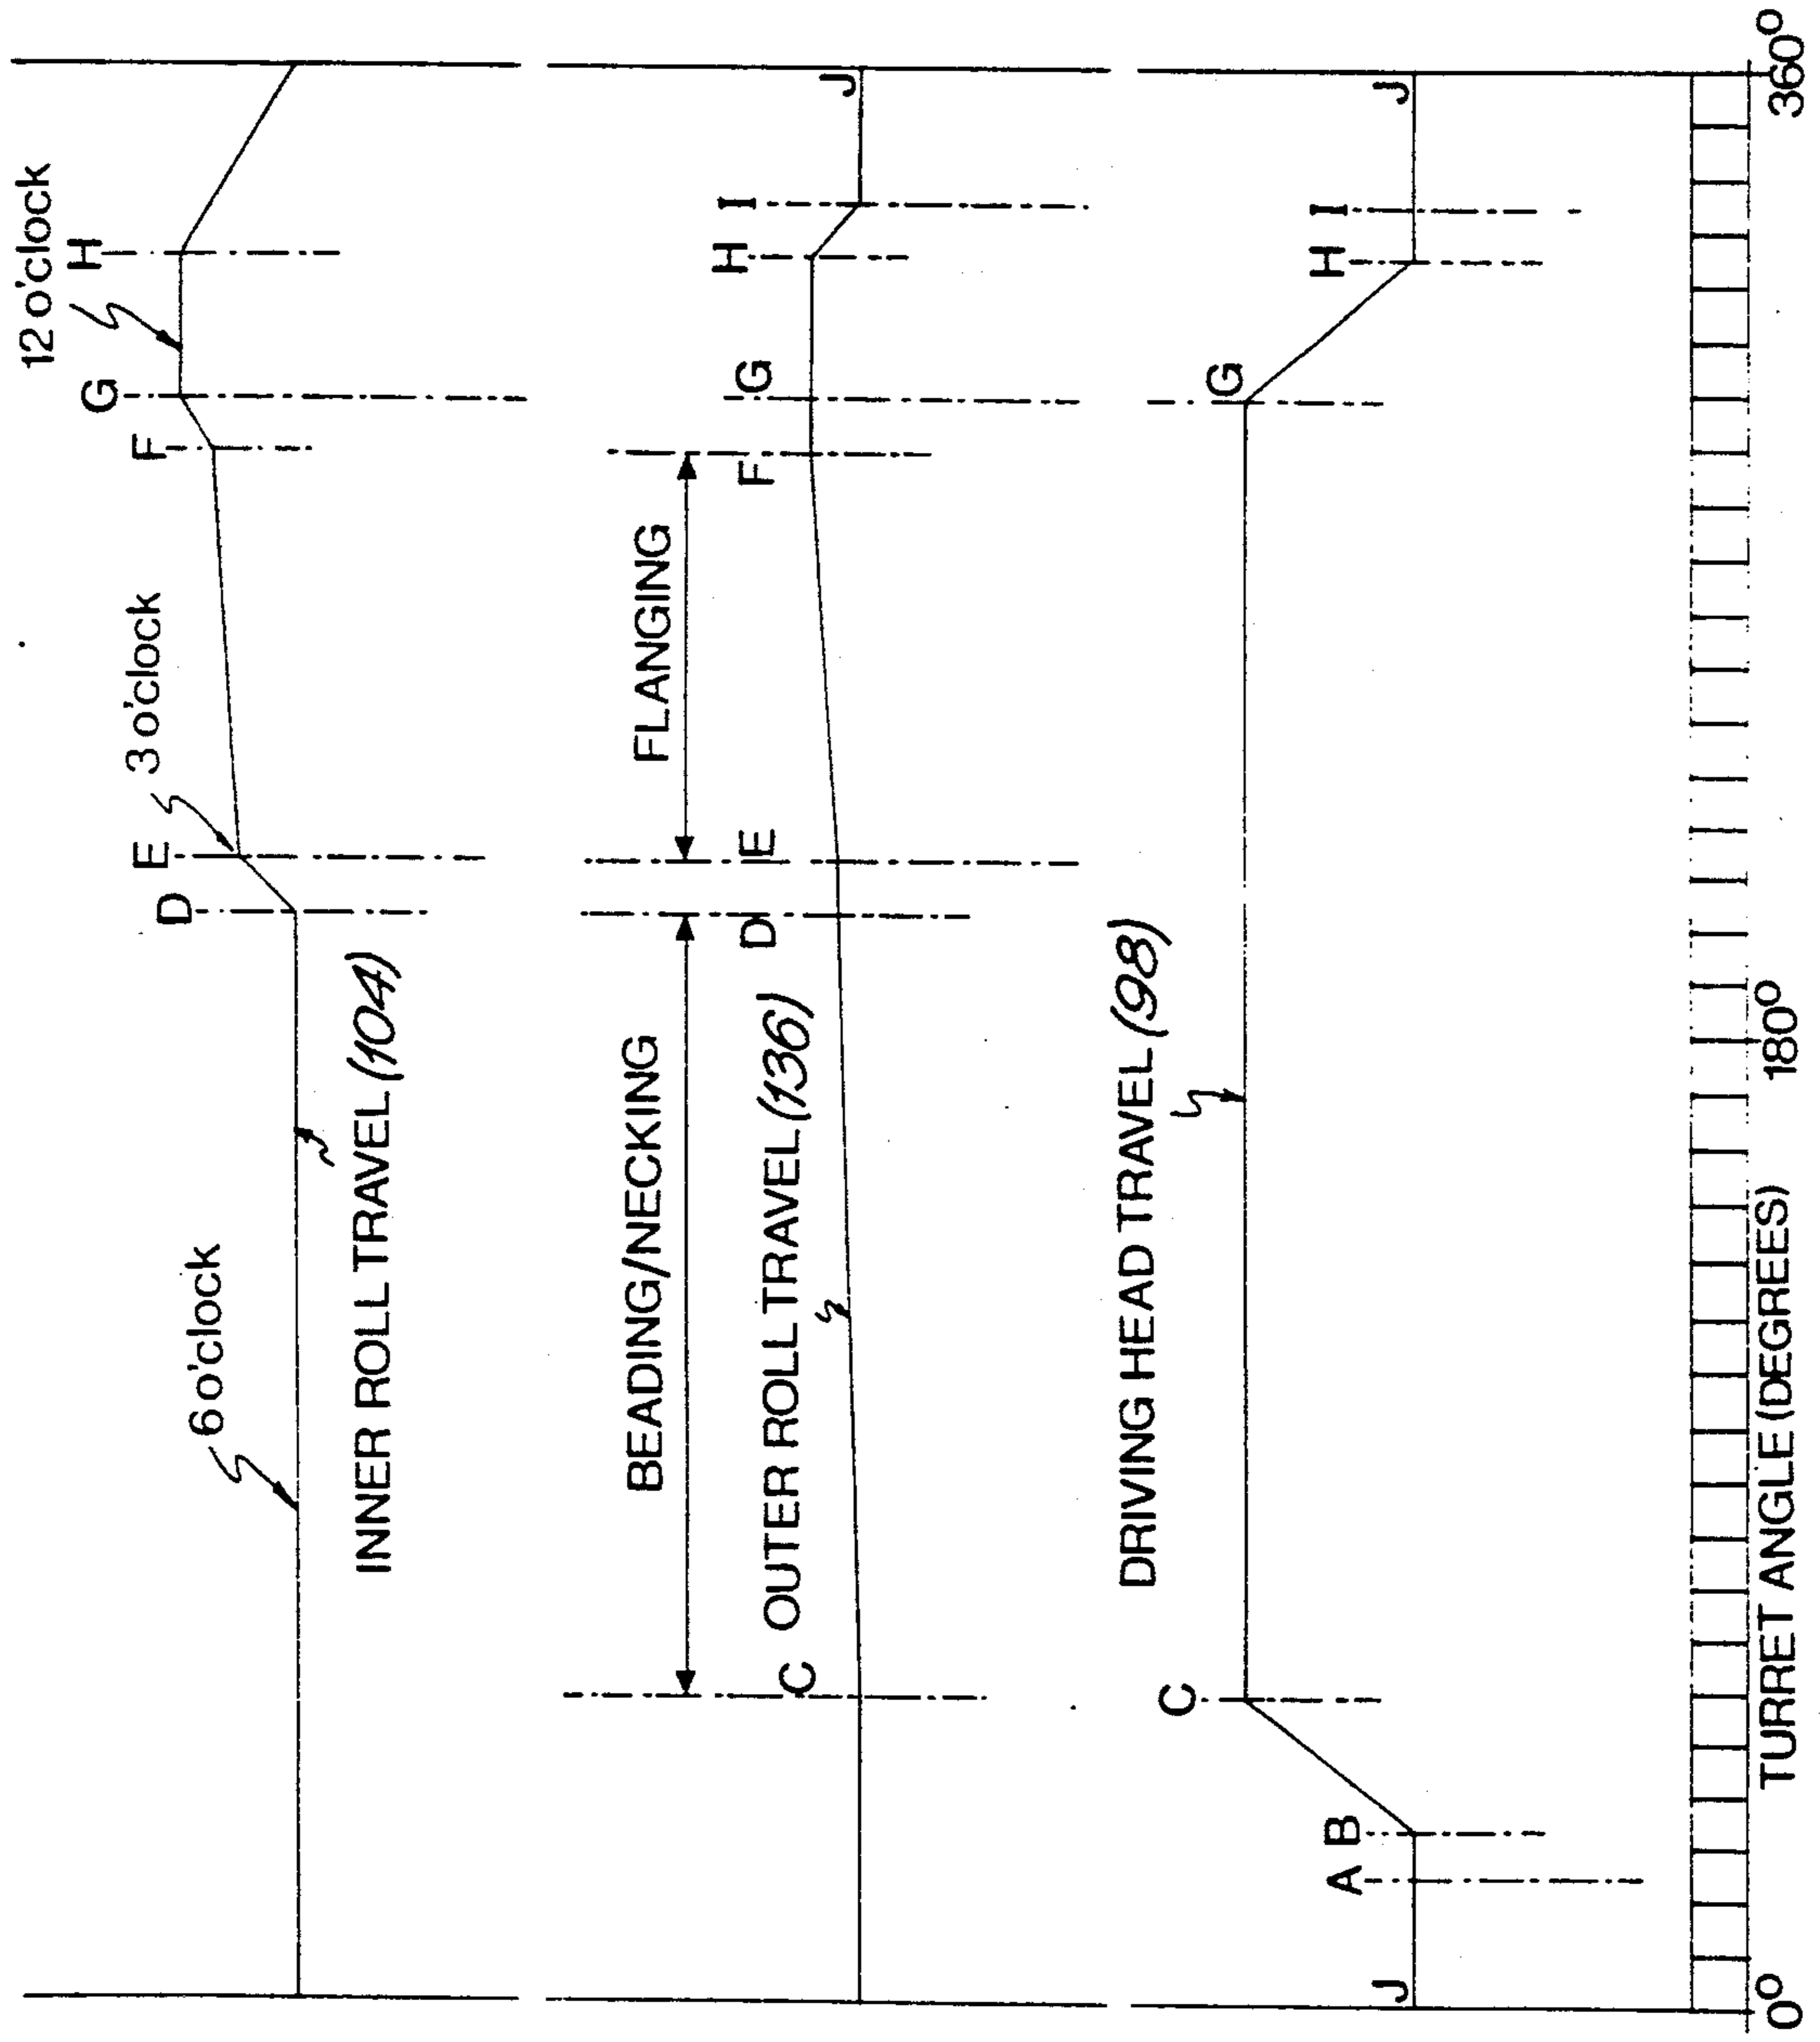 12 o'clock
H
G
F
3 o'clock
E
D
6 o'clock
INNER ROLL TRAVEL (104)
BEADING/NECKING
FLANGING
C
D
E
F
G
H
I
J
OUTER ROLL TRAVEL (136)
DRIVING HEAD TRAVEL (98)
C
G
J
A
B
H
I
J
0°
180°
360°
TURRET ANGLE (DEGREES)